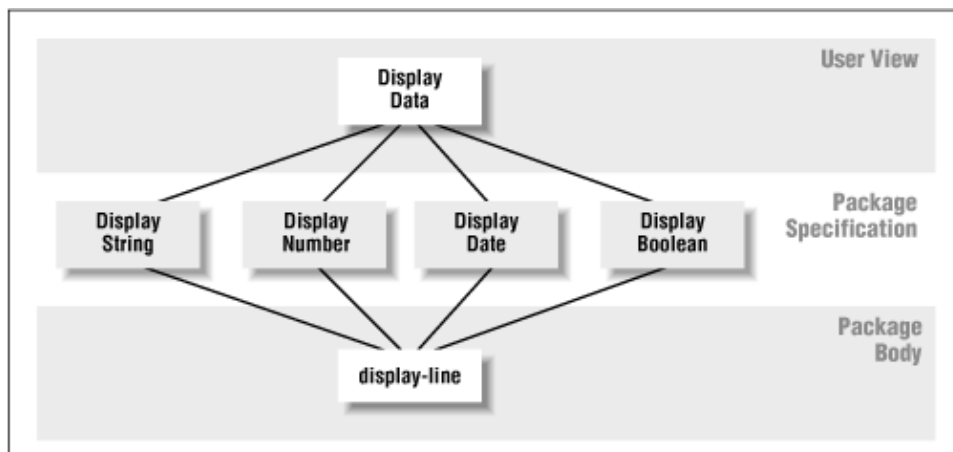 User View
Display
Data
Package
Specification
Display
String
Display
Number
Display
Date
Display
Boolean
Package
Body
display-line